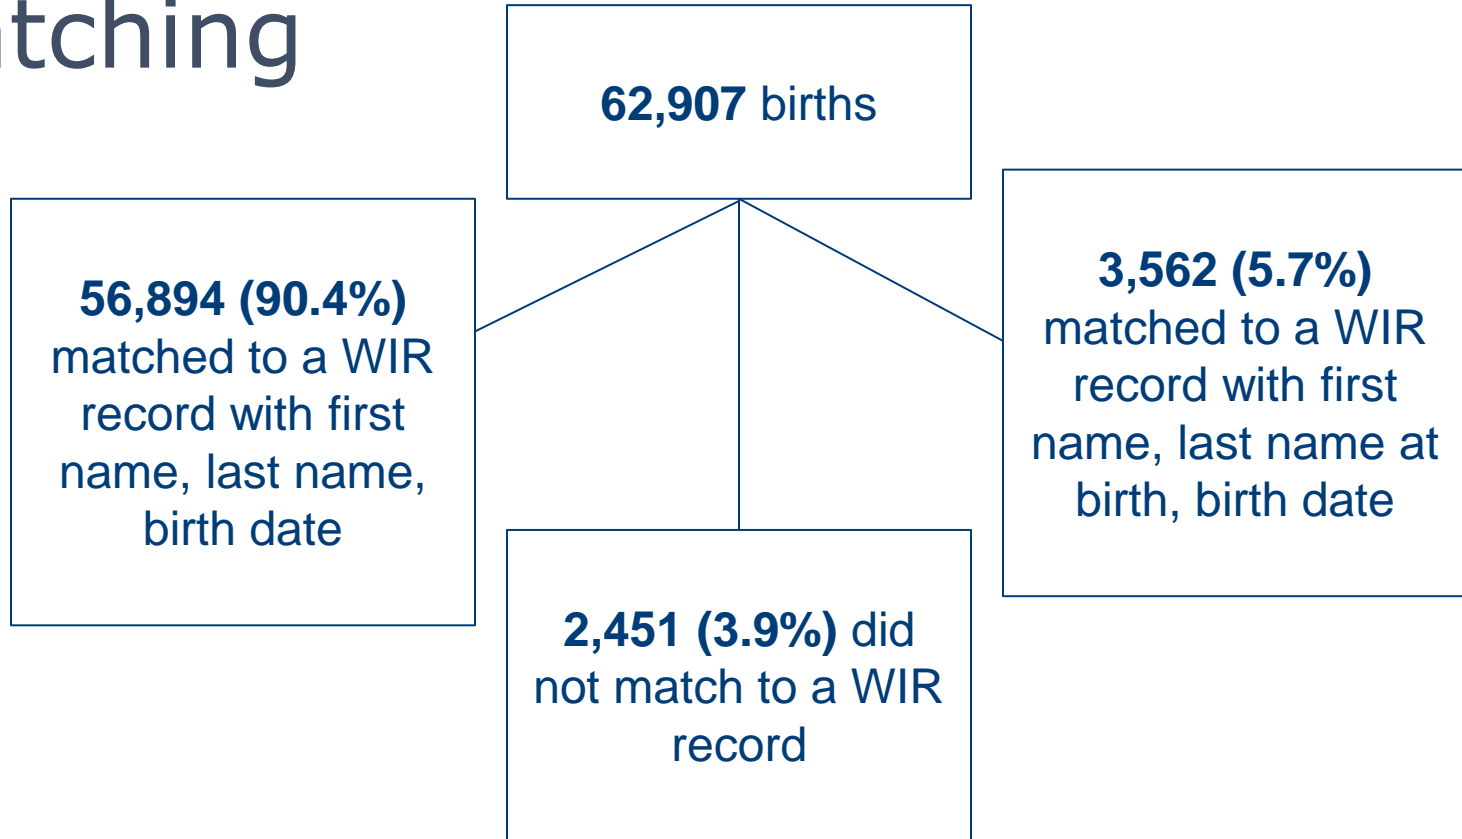 atching
62,907 births
56,894 (90.4%)
matched to a WIR
record with first
name, last name,
birth date
3,562 (5.7%)
matched to a WIR
record with first
name, last name at
birth, birth date
2,451 (3.9%) did
not match to a WIR
record